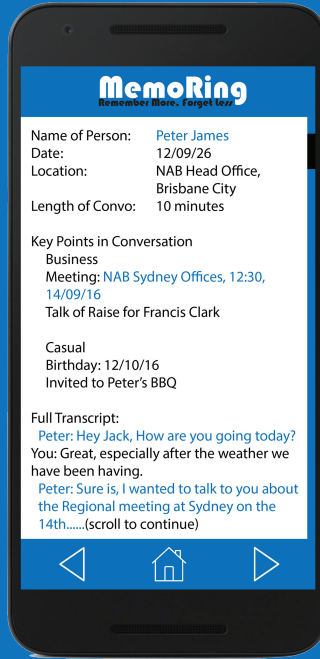 MemoRing
Remember More. Forget Less
Name of Person: Peter James
Date: 12/09/26
Location: NAB Head Office,
Brisbane City
Length of Convo: 10 minutes
Key Points in Conversation
Business
Meeting: NAB Sydney Offices, 12:30,
14/09/16
Talk of Raise for Francis Clark
Casual
Birthday: 12/10/16
Invited to Peter's BBQ
Full Transcript:
Peter: Hey Jack, How are you going today?
You: Great, especially after the weather we
have been having.
Peter: Sure is, I wanted to talk to you about
the Regional meeting at Sydney on the
14th......(scroll to continue)